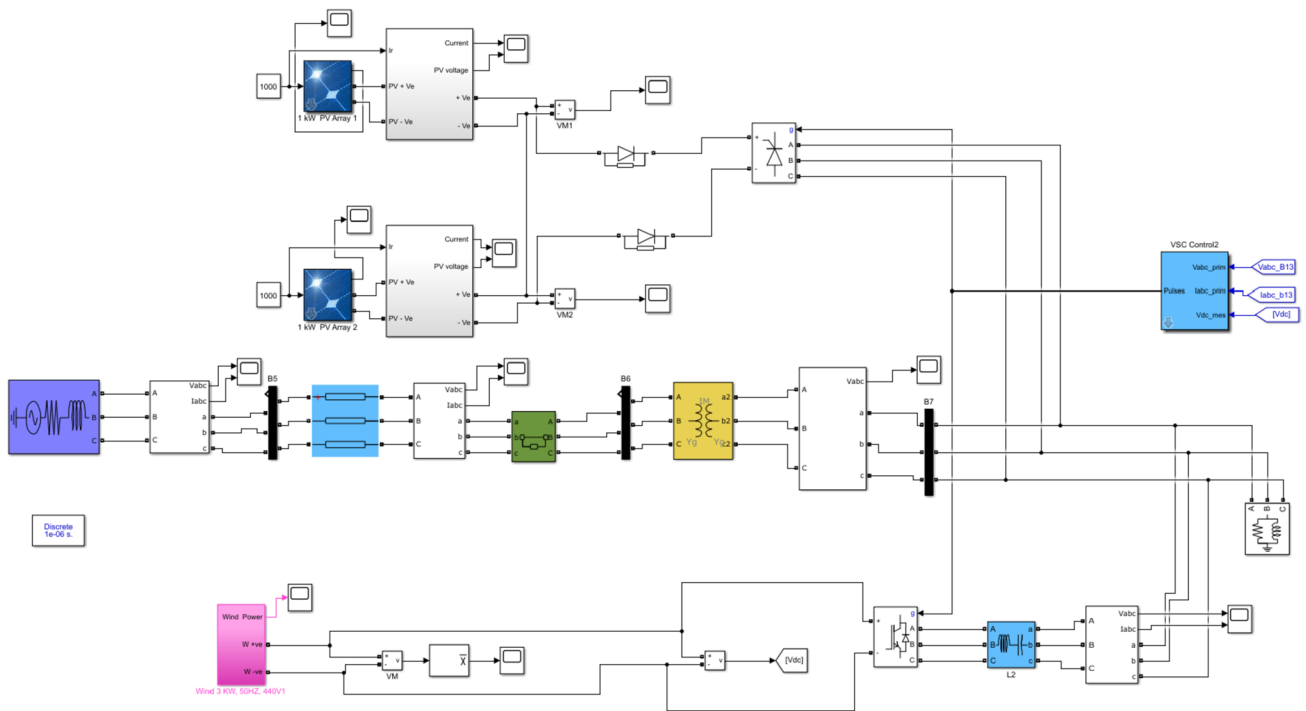 Ir
Current
PV voltage
1000
PV + Ve
+ Ve
+
-
v
PV - Ve
- Ve
1 kW PV Array 1
VM1
g
+
A
B
-
C
Ir
Current
PV voltage
1000
PV + Ve
+ Ve
+
-
v
PV - Ve
- Ve
1 kW PV Array 2
VM2
VSC Control2
Vabc_prim
Vabc_B13
Pulses
Iabc_prim
Iabc_b13
Vdc_mes
[Vdc]
A
B
C
A
B
C
Vabc
Iabc
a
b
c
B5
A
B
C
Vabc
Iabc
a
b
c
a
b
c
A
B
C
B6
A
B
C
Yg
Yg
a2
b2
c2
A
B
C
Vabc
a
b
c
B7
A
B
C
Discrete
1e-06 s.
Wind Power
W +ve
W -ve
Wind 3 KW, 50HZ, 440V1
+
-
v
VM
x
+
-
v
[Vdc]
g
+
A
B
-
C
A
B
C
a
b
c
L2
A
B
C
Vabc
Iabc
a
b
c